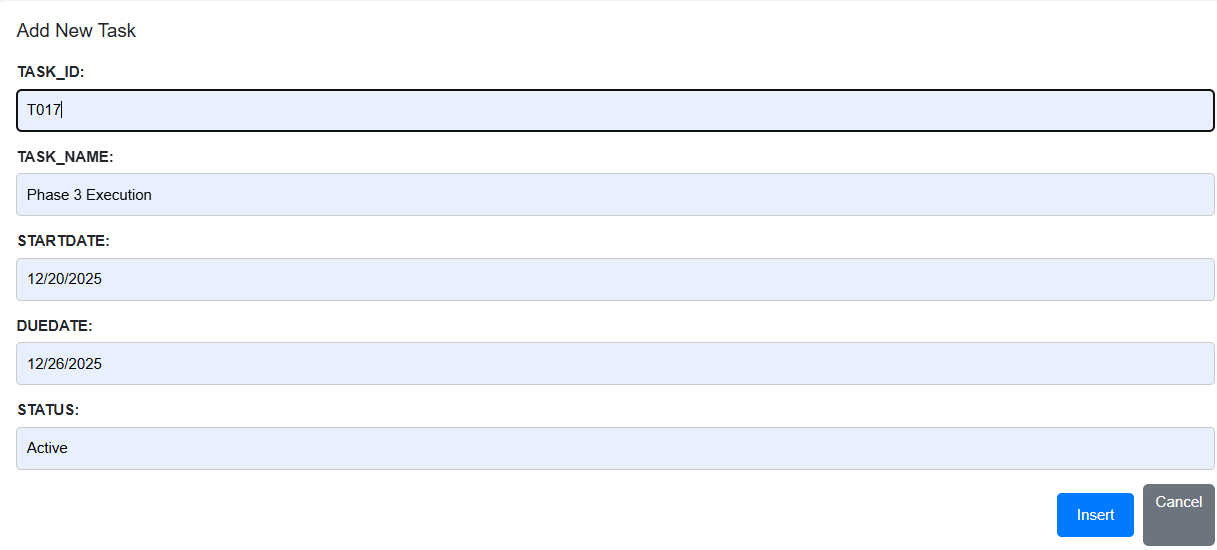 Add New Task
TASK_ID:
T017
TASK_NAME:
Phase 3 Execution
STARTDATE:
12/20/2025
DUEDATE:
12/26/2025
STATUS:
Active
Insert Cancel